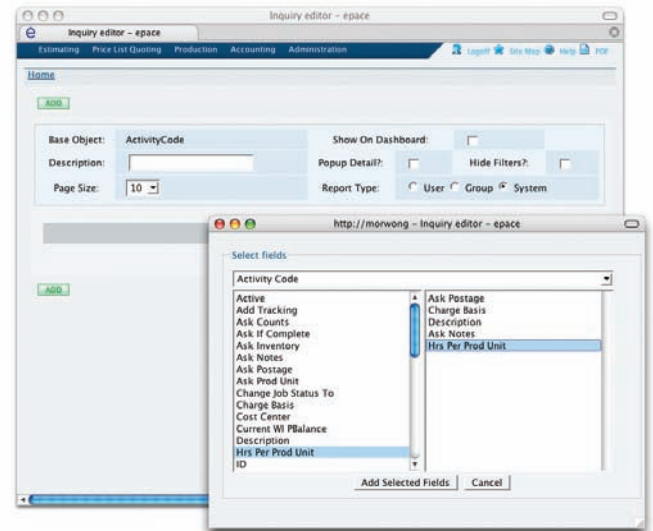 Inquiry editor – epace
e Inquiry editor – epace
Estimating Price List Quoting Production Accounting Administration Logoff Site Map Help PDF
Home
ADD
Base Object: ActivityCode Show On Dashboard:
Description: Popup Detail?: Hide Filters?:
Page Size: 10 Report Type: User Group System
ADD
http://morwong – Inquiry editor – epace
Select fields
Activity Code
Active
Add Tracking
Ask Counts
Ask If Complete
Ask Inventory
Ask Notes
Ask Postage
Ask Prod Unit
Change Job Status To
Charge Basis
Cost Center
Current WI PBalance
Description
Hrs Per Prod Unit
ID
Ask Postage
Charge Basis
Description
Ask Notes
Hrs Per Prod Unit
Add Selected Fields Cancel